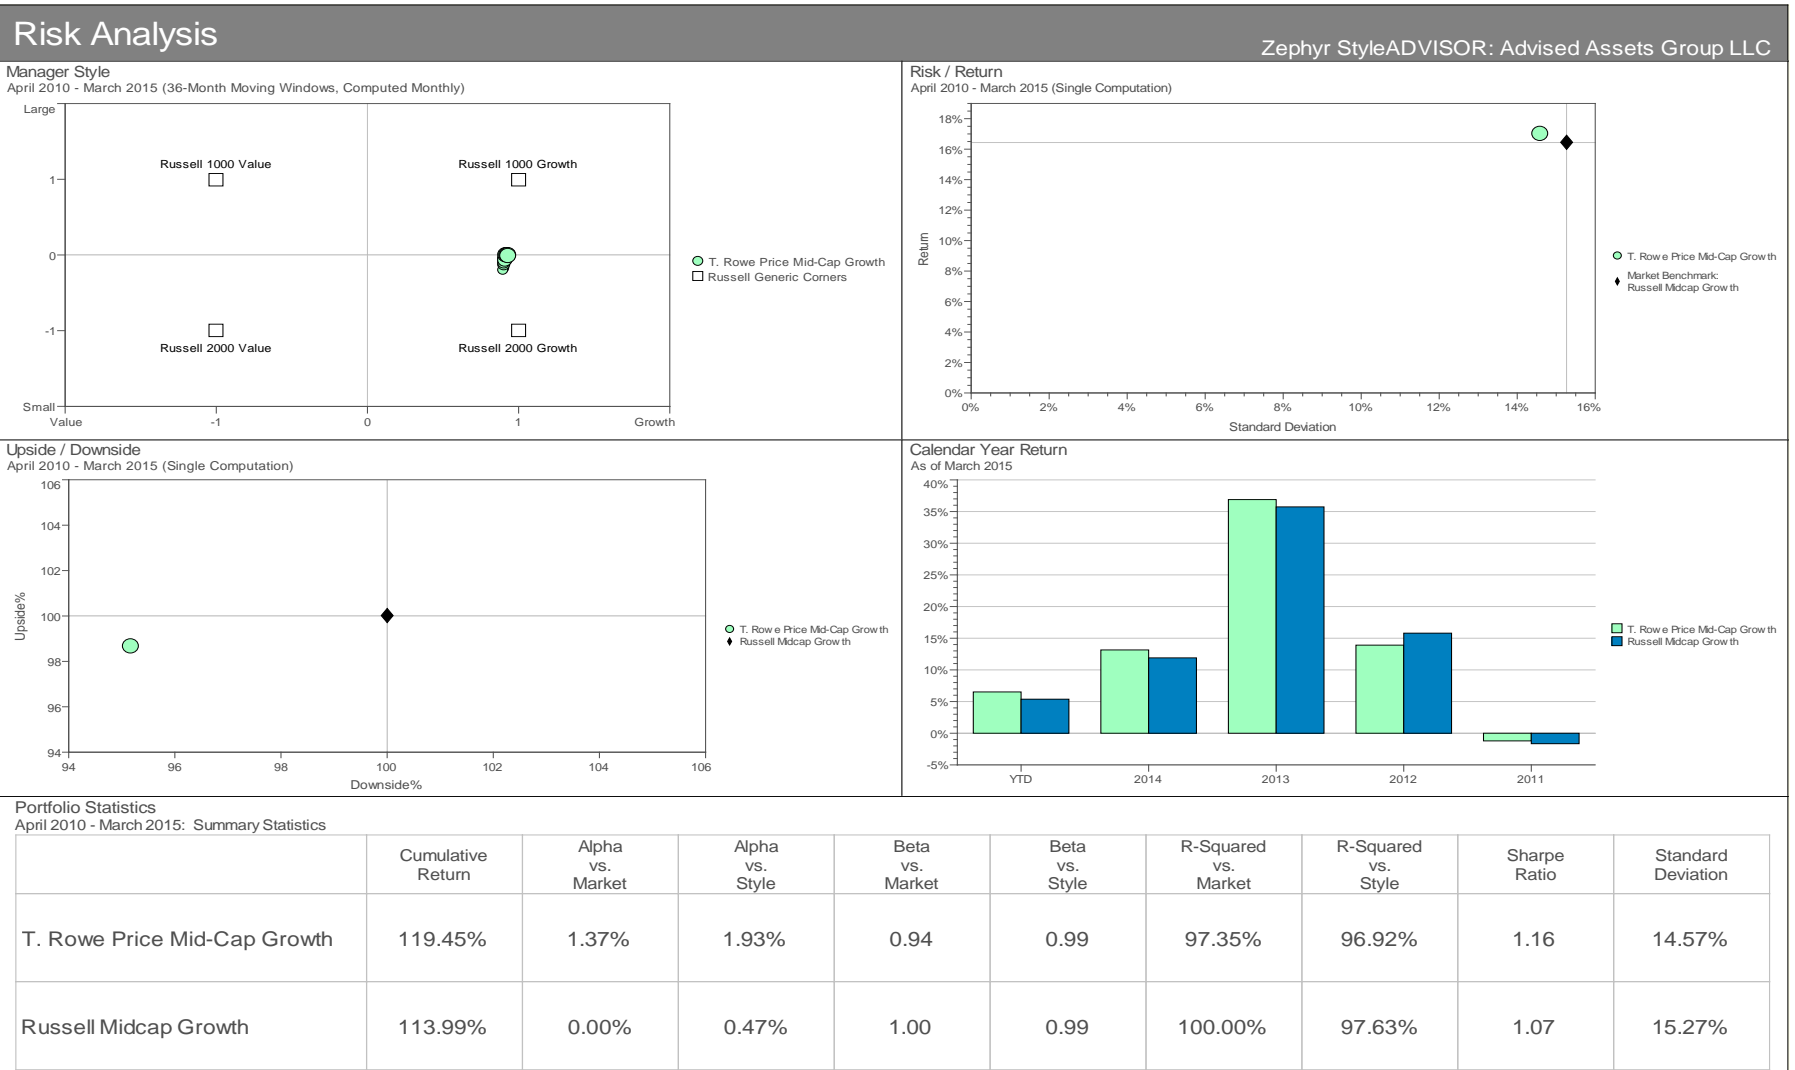 Risk Analysis
Zephyr StyleADVISOR: Advised Assets Group LLC
Manager Style
April 2010 - March 2015 (36-Month Moving Windows, Computed Monthly)
Large
1
0
-1
Small
Value
-1
0
1
Growth
Russell 1000 Value
Russell 1000 Growth
Russell 2000 Value
Russell 2000 Growth
T. Rowe Price Mid-Cap Growth
Russell Generic Corners
Risk / Return
April 2010 - March 2015 (Single Computation)
Return
18%
16%
14%
12%
10%
8%
6%
4%
2%
0%
0% 2% 4% 6% 8% 10% 12% 14% 16%
Standard Deviation
T. Rowe Price Mid-Cap Growth
Market Benchmark:
Russell Midcap Growth
Upside / Downside
April 2010 - March 2015 (Single Computation)
Upside%
106
104
102
100
98
96
94
94 96 98 100 102 104 106
Downside%
T. Rowe Price Mid-Cap Growth
Russell Midcap Growth
Calendar Year Return
As of March 2015
40%
35%
30%
25%
20%
15%
10%
5%
0%
-5%
YTD 2014 2013 2012 2011
T. Rowe Price Mid-Cap Growth
Russell Midcap Growth
Portfolio Statistics
April 2010 - March 2015: Summary Statistics
Cumulative Return
Alpha vs. Market
Alpha vs. Style
Beta vs. Market
Beta vs. Style
R-Squared vs. Market
R-Squared vs. Style
Sharpe Ratio
Standard Deviation
T. Rowe Price Mid-Cap Growth 119.45% 1.37% 1.93% 0.94 0.99 97.35% 96.92% 1.16 14.57%
Russell Midcap Growth 113.99% 0.00% 0.47% 1.00 0.99 100.00% 97.63% 1.07 15.27%